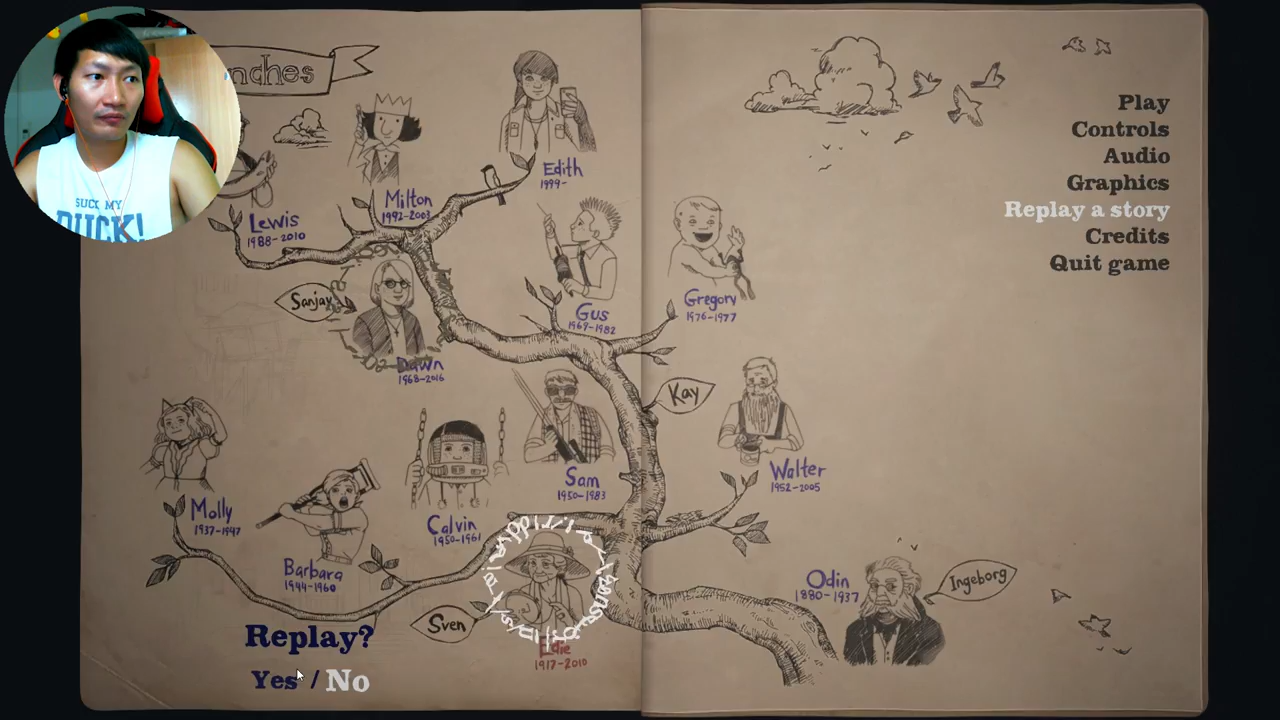 nches
SUCK MY
DUCK!
Edith
1999-
Milton
1992-2003
Lewis
1988-2010
Sanjay
Dawn
1968-2016
Gus
1969-1982
Gregory
1976-1977
Kay
Sam
1950-1983
Walter
1952-2005
Molly
1937-1947
Barbara
1944-1960
Calvin
1950-1961
Sven
Edie
1917-2010
Odin
1880-1937
Ingeborg
Replay?
Yes / No
Play
Controls
Audio
Graphics
Replay a story
Credits
Quit game